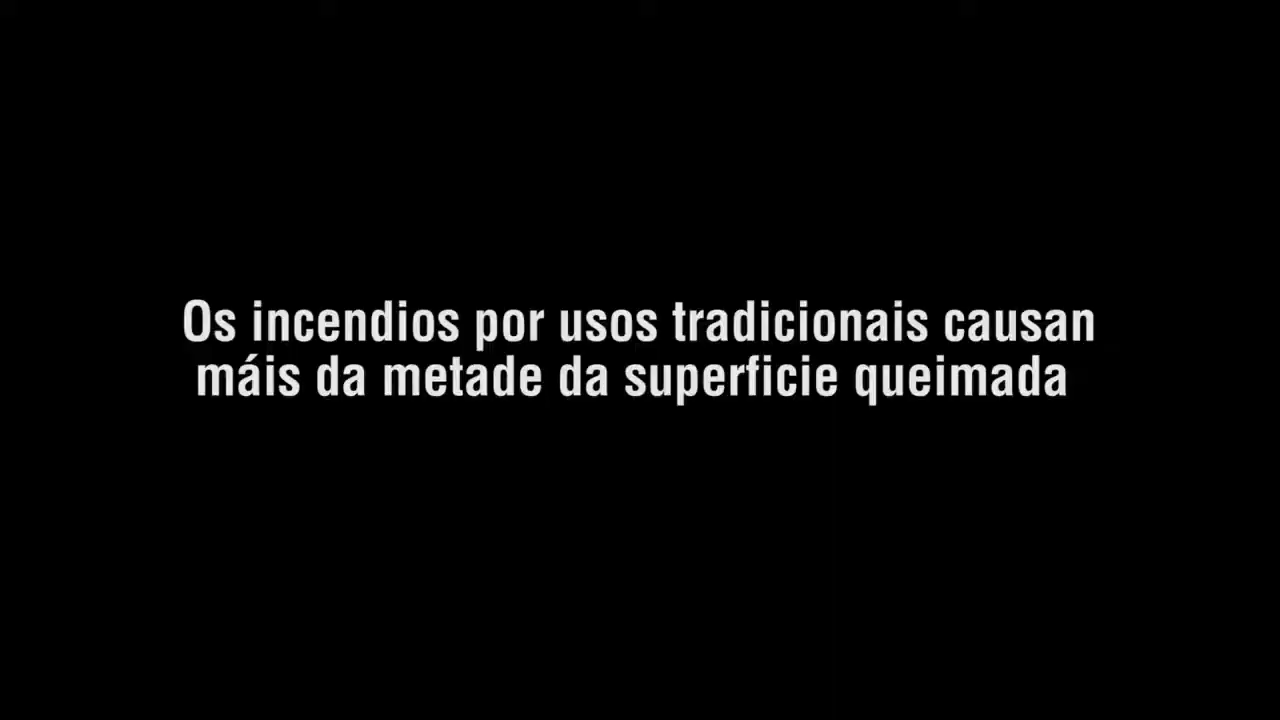 Os incendios por usos tradicionais causan
máis da metade da superficie queimada